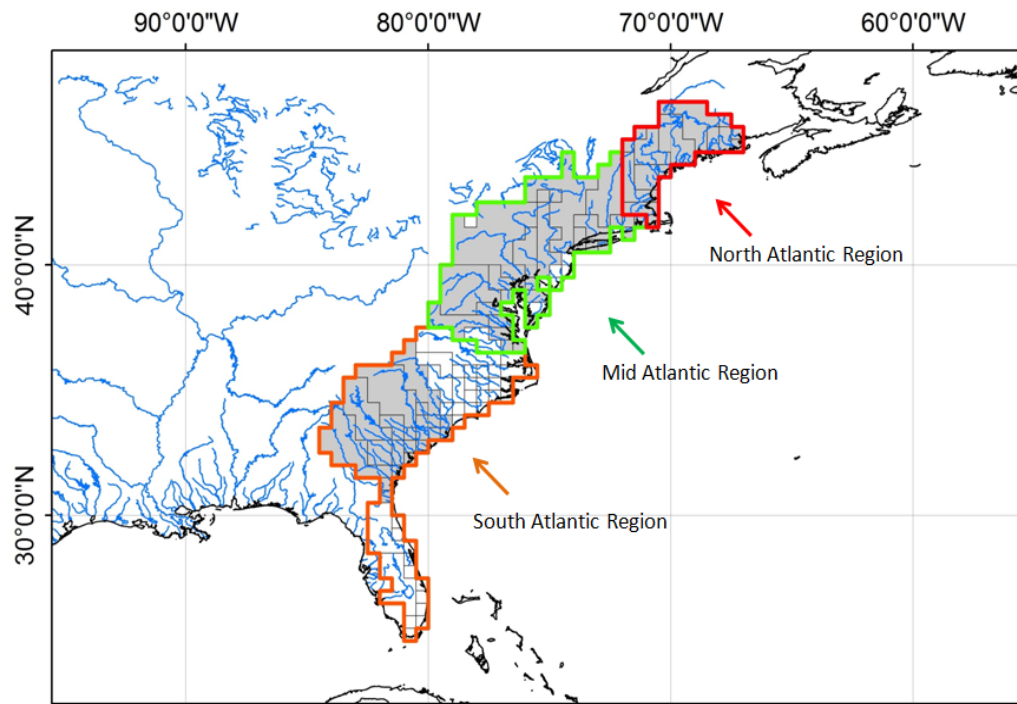 90°0'0"W 80°0'0"W 70°0'0"W 60°0'0"W
North Atlantic Region
40°0'0"N
Mid Atlantic Region
South Atlantic Region
30°0'0"N